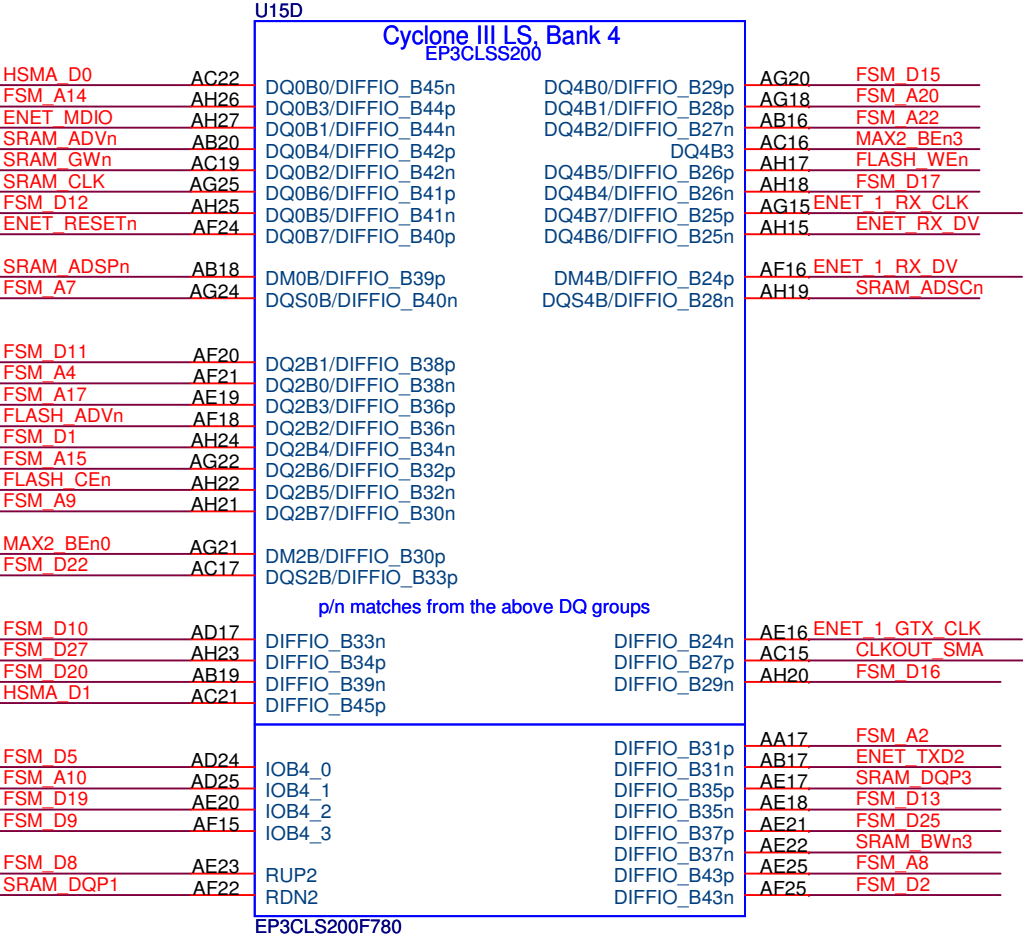 U15D
Cyclone III LS, Bank 4
EP3CLSS200
HSMA_D0 AC22 DQ0B0/DIFFIO_B45n DQ4B0/DIFFIO_B29p AG20 FSM_D15
FSM_A14 AH26 DQ0B3/DIFFIO_B44p DQ4B1/DIFFIO_B28p AG18 FSM_A20
ENET_MDIO AH27 DQ0B1/DIFFIO_B44n DQ4B2/DIFFIO_B27n AB16 FSM_A22
SRAM_ADVn AB20 DQ0B4/DIFFIO_B42p DQ4B3 AC16 MAX2_BEn3
SRAM_GWn AC19 DQ0B2/DIFFIO_B42n DQ4B5/DIFFIO_B26p AH17 FLASH_WEn
SRAM_CLK AG25 DQ0B6/DIFFIO_B41p DQ4B4/DIFFIO_B26n AH18 FSM_D17
FSM_D12 AH25 DQ0B5/DIFFIO_B41n DQ4B7/DIFFIO_B25p AG15 ENET_1_RX_CLK
ENET_RESETn AF24 DQ0B7/DIFFIO_B40p DQ4B6/DIFFIO_B25n AH15 ENET_RX_DV
SRAM_ADSPn AB18 DM0B/DIFFIO_B39p DM4B/DIFFIO_B24p AF16 ENET_1_RX_DV
FSM_A7 AG24 DQS0B/DIFFIO_B40n DQS4B/DIFFIO_B28n AH19 SRAM_ADSCn
FSM_D11 AF20 DQ2B1/DIFFIO_B38p
FSM_A4 AF21 DQ2B0/DIFFIO_B38n
FSM_A17 AE19 DQ2B3/DIFFIO_B36p
FLASH_ADVn AF18 DQ2B2/DIFFIO_B36n
FSM_D1 AH24 DQ2B4/DIFFIO_B34n
FSM_A15 AG22 DQ2B6/DIFFIO_B32p
FLASH_CEn AH22 DQ2B5/DIFFIO_B32n
FSM_A9 AH21 DQ2B7/DIFFIO_B30n
MAX2_BEn0 AG21 DM2B/DIFFIO_B30p
FSM_D22 AC17 DQS2B/DIFFIO_B33p
p/n matches from the above DQ groups
FSM_D10 AD17 DIFFIO_B33n DIFFIO_B24n AE16 ENET_1_GTX_CLK
FSM_D27 AH23 DIFFIO_B34p DIFFIO_B27p AC15 CLKOUT_SMA
FSM_D20 AB19 DIFFIO_B39n DIFFIO_B29n AH20 FSM_D16
HSMA_D1 AC21 DIFFIO_B45p
DIFFIO_B31p AA17 FSM_A2
FSM_D5 AD24 IOB4_0 DIFFIO_B31n AB17 ENET_TXD2
FSM_A10 AD25 IOB4_1 DIFFIO_B35p AE17 SRAM_DQP3
FSM_D19 AE20 IOB4_2 DIFFIO_B35n AE18 FSM_D13
FSM_D9 AF15 IOB4_3 DIFFIO_B37p AE21 FSM_D25
DIFFIO_B37n AE22 SRAM_BWn3
FSM_D8 AE23 RUP2 DIFFIO_B43p AE25 FSM_A8
SRAM_DQP1 AF22 RDN2 DIFFIO_B43n AF25 FSM_D2
EP3CLS200F780